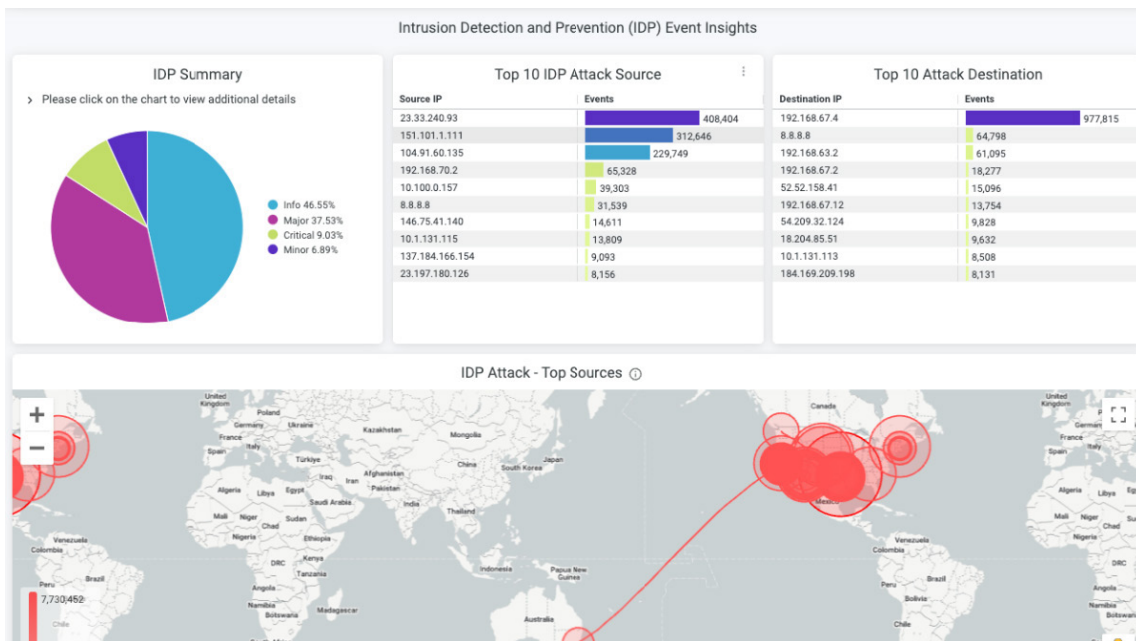 Intrusion Detection and Prevention (IDP) Event Insights
IDP Summary
Please click on the chart to view additional details
Info 46.55%
Major 37.53%
Critical 9.03%
Minor 6.89%
Top 10 IDP Attack Source
Source IP Events
23.33.240.93 408,404
151.101.1.111 312,646
104.91.60.135 229,749
192.168.70.2 65,328
10.100.0.157 39,303
8.8.8.8 31,539
146.75.41.140 14,611
10.1.131.115 13,809
137.184.166.154 9,093
23.197.180.126 8,156
Top 10 Attack Destination
Destination IP Events
192.168.67.4 977,815
8.8.8.8 64,798
192.168.63.2 61,095
192.168.67.2 18,277
52.52.158.41 15,096
192.168.67.12 13,754
54.209.32.124 9,828
18.204.85.51 9,632
10.1.131.113 8,508
184.169.209.198 8,131
IDP Attack - Top Sources
+
−
United Kingdom
Poland
Germany
Ukraine
France
Spain
Italy
Türkiye
Kazakhstan
Mongolia
China
South Korea
Japan
Iraq
Iran
Afghanistan
Pakistan
Algeria
Libya
Egypt
Saudi Arabia
India
Thailand
Mali
Niger
Chad
Sudan
Nigeria
Ethiopia
DRC
Kenya
Tanzania
Angola
Namibia
Botswana
Madagascar
Indonesia
Papua New Guinea
Australia
Venezuela
Colombia
Peru
Brazil
Chile
7,730,452
Canada
Mexico
Venezuela
Colombia
Peru
Brazil
Bolivia
Chile
United Kingdom
Germany
France
Spain
Italy
Algeria
Libya
Mali
Niger
Chad
Nigeria
DRC
Angola
Namibia
Botswana